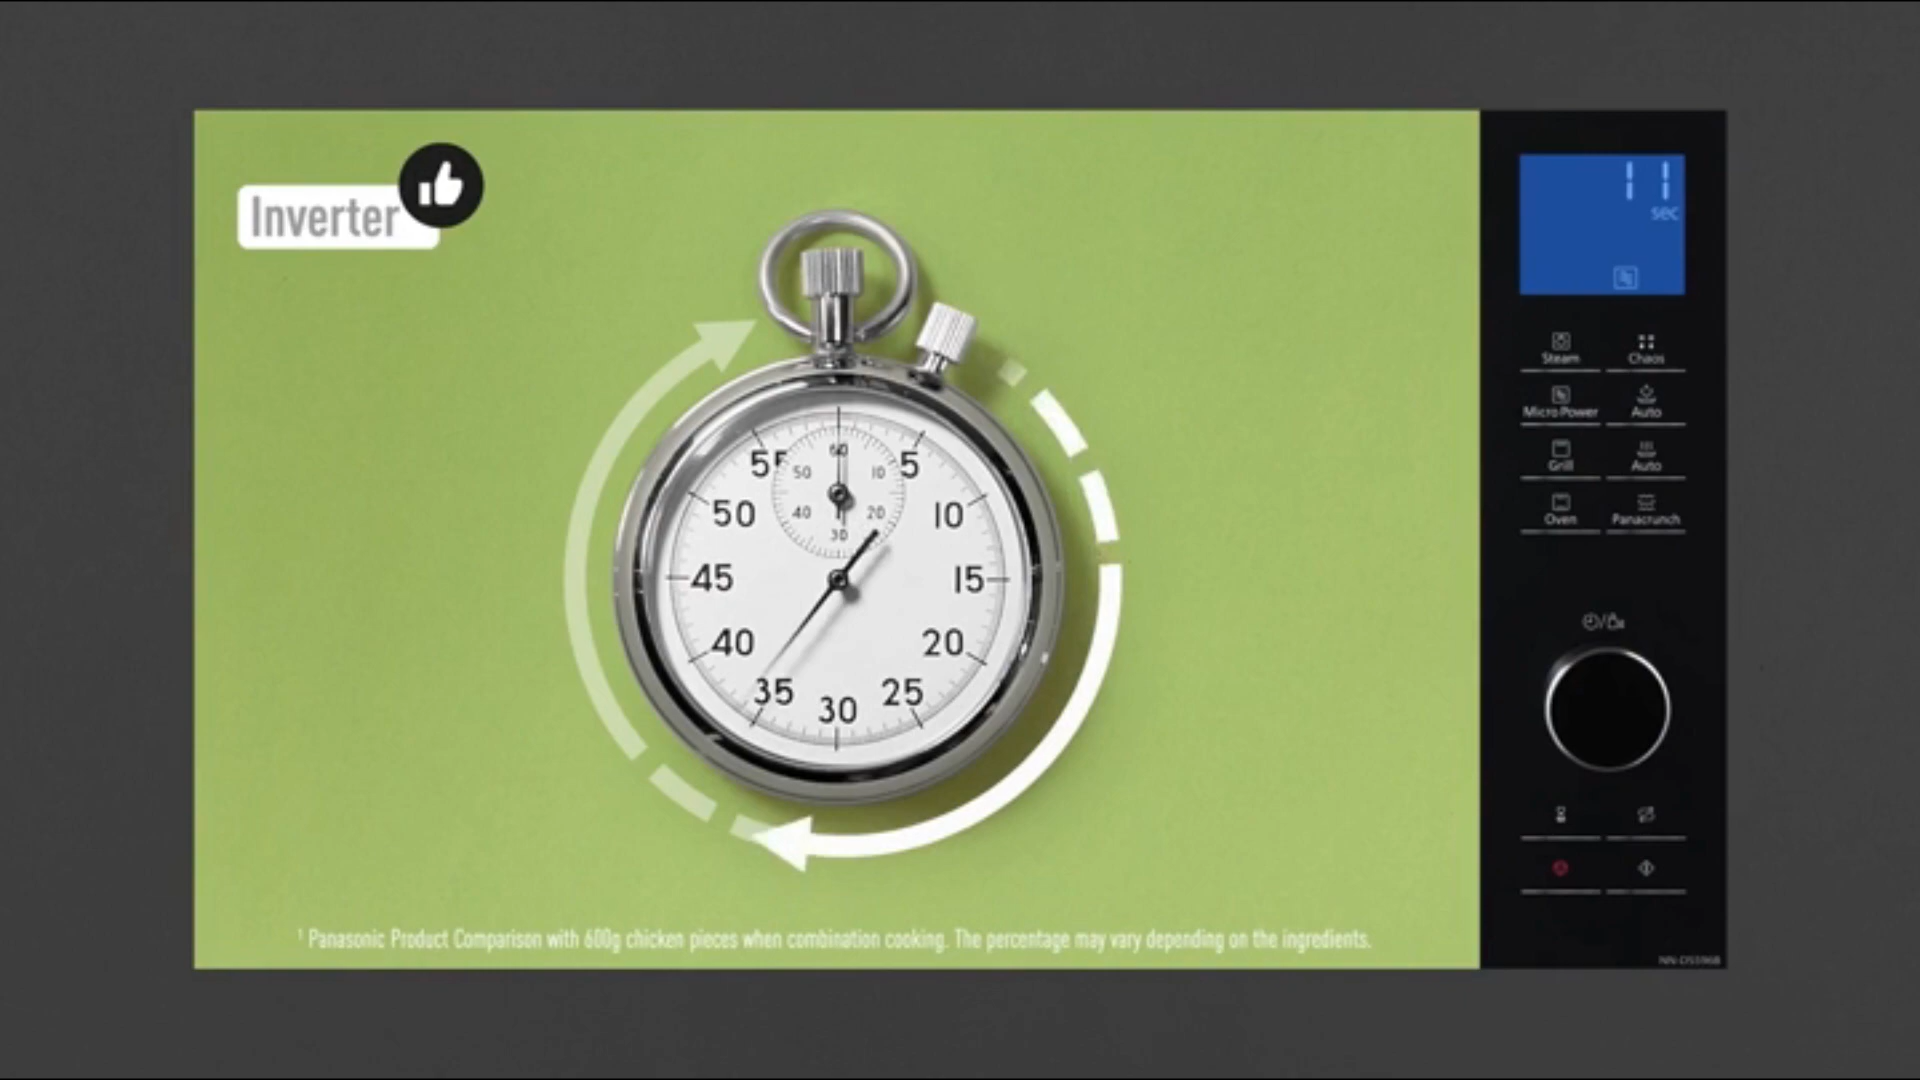 Inverter
11
sec
Steam
Chaos
Micro Power
Auto
Grill
Auto
Oven
Panacrunch
60
55
50
10
5
50
40
20
10
30
45
15
40
20
35
25
30
¹ Panasonic Product Comparison with 600g chicken pieces when combination cooking. The percentage may vary depending on the ingredients.